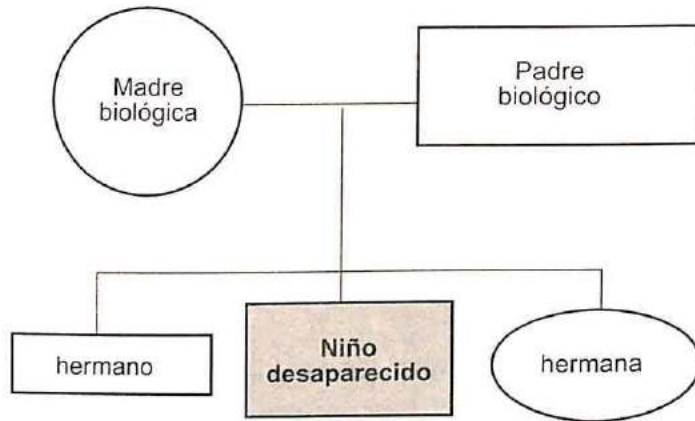 Madre
biológica
Padre
biológico
hermano
Niño
desaparecido
hermana